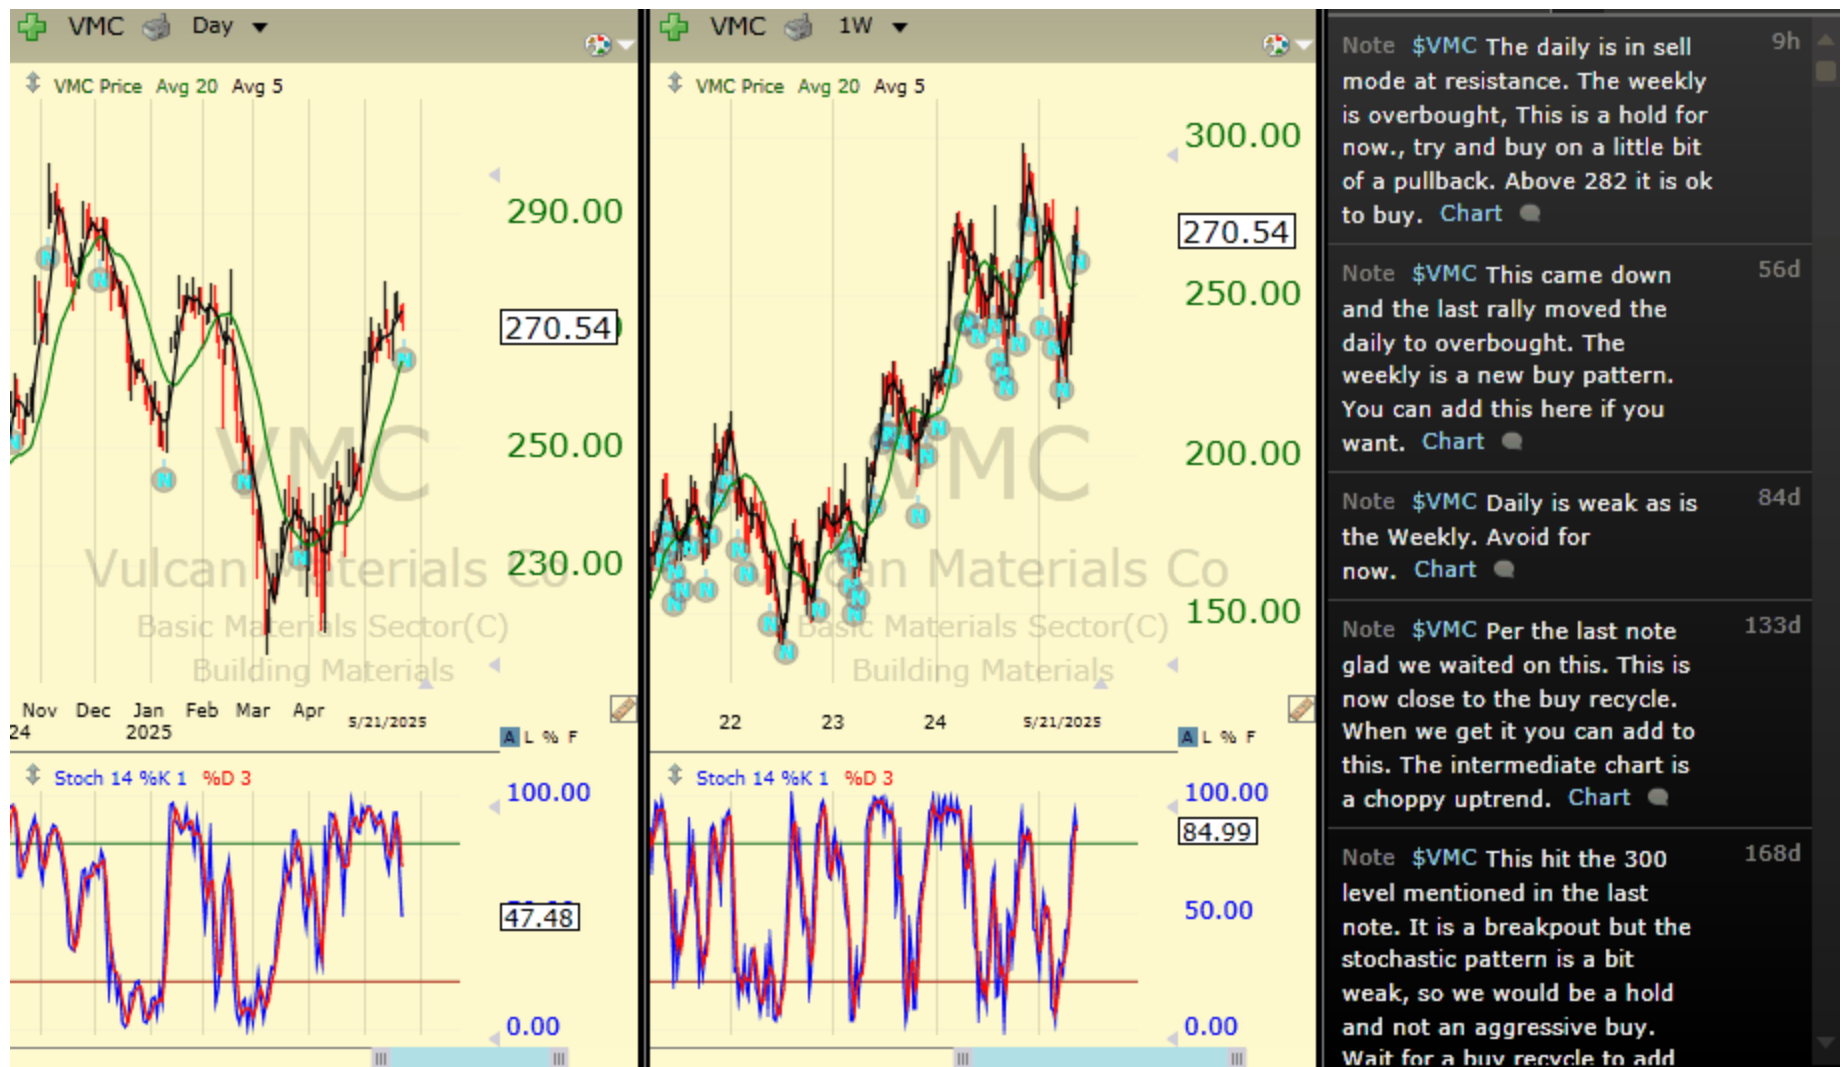 VMC Day
VMC Price Avg 20 Avg 5
290.00
270.54
250.00
230.00
VMC
Vulcan Materials Co
Basic Materials Sector(C)
Building Materials
Nov Dec Jan Feb Mar Apr 5/21/2025
24 2025
A L % F
Stoch 14 %K 1 %D 3
100.00
47.48
0.00
VMC 1W
VMC Price Avg 20 Avg 5
300.00
270.54
250.00
200.00
150.00
VMC
Materials Co
Basic Materials Sector(C)
Building Materials
22 23 24 5/21/2025
A L % F
Stoch 14 %K 1 %D 3
100.00
84.99
50.00
0.00
Note $VMC The daily is in sell 9h
mode at resistance. The weekly
is overbought, This is a hold for
now., try and buy on a little bit
of a pullback. Above 282 it is ok
to buy. Chart
Note $VMC This came down 56d
and the last rally moved the
daily to overbought. The
weekly is a new buy pattern.
You can add this here if you
want. Chart
Note $VMC Daily is weak as is 84d
the Weekly. Avoid for
now. Chart
Note $VMC Per the last note 133d
glad we waited on this. This is
now close to the buy recycle.
When we get it you can add to
this. The intermediate chart is
a choppy uptrend. Chart
Note $VMC This hit the 300 168d
level mentioned in the last
note. It is a breakpout but the
stochastic pattern is a bit
weak, so we would be a hold
and not an aggressive buy.
Wait for a buy recycle to add